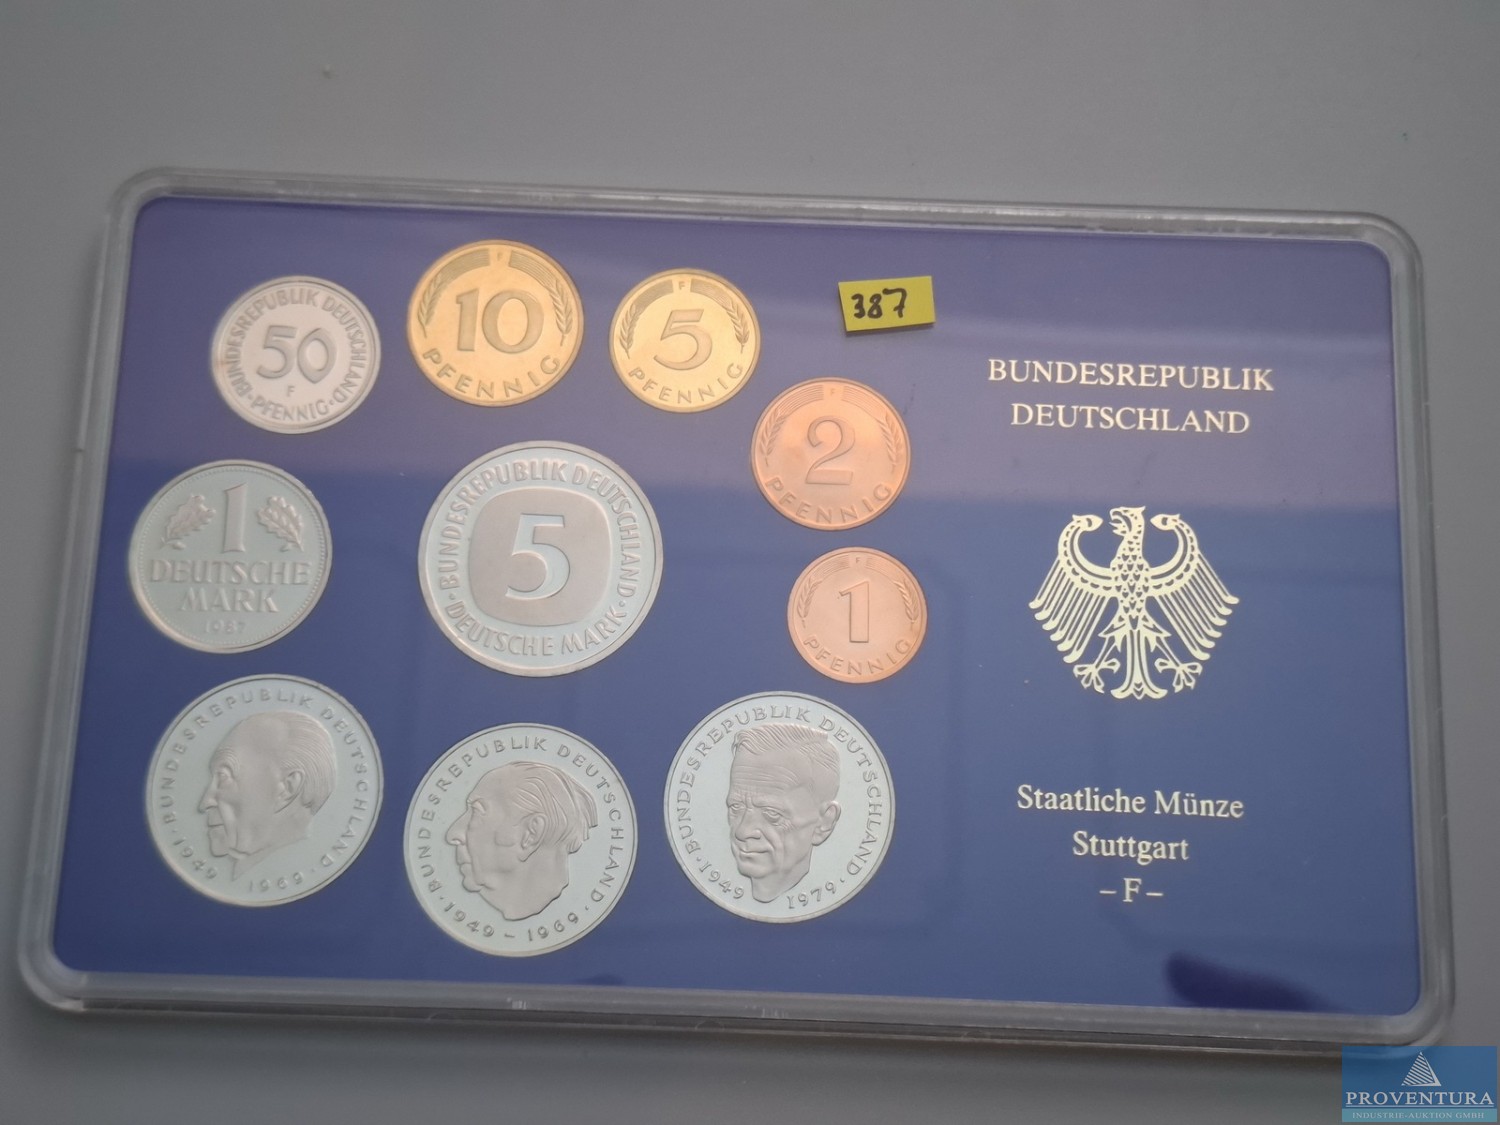 BUNDESREPUBLIK DEUTSCHLAND
50
F
PFENNIG
F
10
PFENNIG
F
5
PFENNIG
387
F
2
PFENNIG
BUNDESREPUBLIK
DEUTSCHLAND
1
DEUTSCHE
MARK
1987
BUNDESREPUBLIK DEUTSCHLAND
5
DEUTSCHE MARK
F
1
PFENNIG
BUNDESREPUBLIK DEUTSCHLAND
1949 1969
BUNDESREPUBLIK DEUTSCHLAND
1949 - 1969
BUNDESREPUBLIK DEUTSCHLAND
1949 1979
Staatliche Münze
Stuttgart
– F –
PROVENTURA
INDUSTRIE-AUKTION GMBH